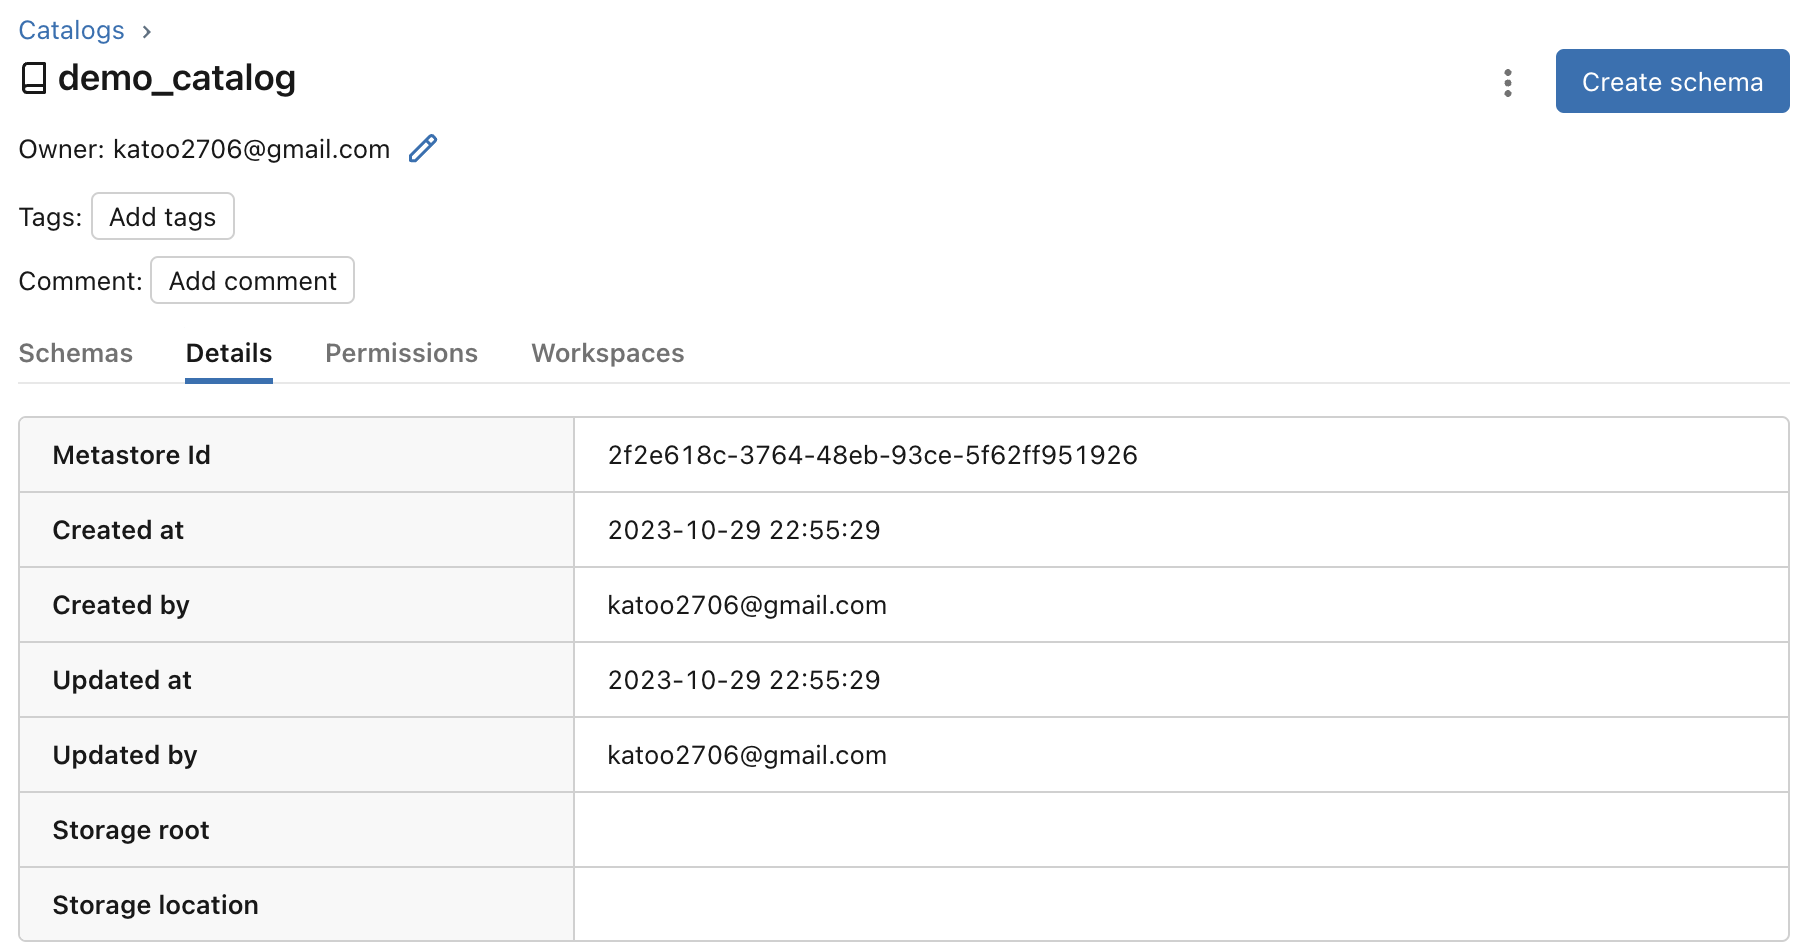 Catalogs ›
demo_catalog
Create schema
Owner: katoo2706@gmail.com
Tags: Add tags
Comment: Add comment
Schemas Details Permissions Workspaces
Metastore Id 2f2e618c-3764-48eb-93ce-5f62ff951926
Created at 2023-10-29 22:55:29
Created by katoo2706@gmail.com
Updated at 2023-10-29 22:55:29
Updated by katoo2706@gmail.com
Storage root
Storage location